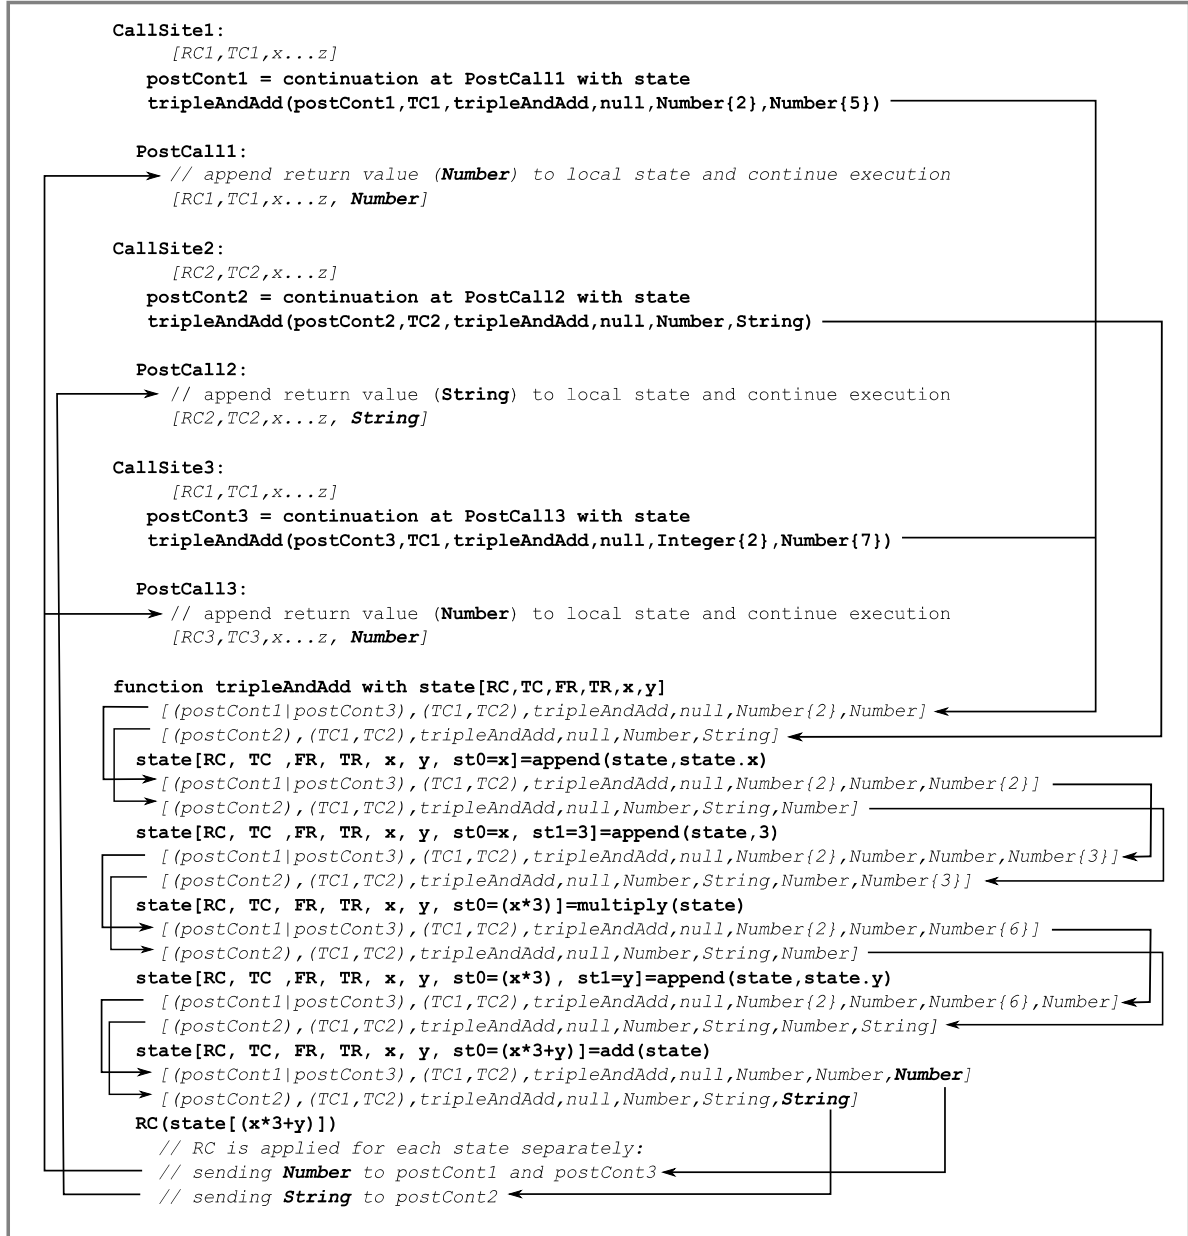 CallSite1:
[RC1,TC1,x...z]
postCont1 = continuation at PostCall1 with state
tripleAndAdd(postCont1,TC1,tripleAndAdd,null,Number{2},Number{5})
PostCall1:
// append return value (Number) to local state and continue execution
[RC1,TC1,x...z, Number]
CallSite2:
[RC2,TC2,x...z]
postCont2 = continuation at PostCall2 with state
tripleAndAdd(postCont2,TC2,tripleAndAdd,null,Number,String)
PostCall2:
// append return value (String) to local state and continue execution
[RC2,TC2,x...z, String]
CallSite3:
[RC1,TC1,x...z]
postCont3 = continuation at PostCall3 with state
tripleAndAdd(postCont3,TC1,tripleAndAdd,null,Integer{2},Number{7})
PostCall3:
// append return value (Number) to local state and continue execution
[RC3,TC3,x...z, Number]
function tripleAndAdd with state[RC,TC,FR,TR,x,y]
[(postCont1|postCont3),(TC1,TC2),tripleAndAdd,null,Number{2},Number]
[(postCont2),(TC1,TC2),tripleAndAdd,null,Number,String]
state[RC, TC ,FR, TR, x, y, st0=x]=append(state,state.x)
[(postCont1|postCont3),(TC1,TC2),tripleAndAdd,null,Number{2},Number,Number{2}]
[(postCont2),(TC1,TC2),tripleAndAdd,null,Number,String,Number]
state[RC, TC ,FR, TR, x, y, st0=x, st1=3]=append(state,3)
[(postCont1|postCont3),(TC1,TC2),tripleAndAdd,null,Number{2},Number,Number,Number{3}]
[(postCont2),(TC1,TC2),tripleAndAdd,null,Number,String,Number,Number{3}]
state[RC, TC, FR, TR, x, y, st0=(x*3)]=multiply(state)
[(postCont1|postCont3),(TC1,TC2),tripleAndAdd,null,Number{2},Number,Number{6}]
[(postCont2),(TC1,TC2),tripleAndAdd,null,Number,String,Number]
state[RC, TC ,FR, TR, x, y, st0=(x*3), st1=y]=append(state,state.y)
[(postCont1|postCont3),(TC1,TC2),tripleAndAdd,null,Number{2},Number,Number{6},Number]
[(postCont2),(TC1,TC2),tripleAndAdd,null,Number,String,Number,String]
state[RC, TC, FR, TR, x, y, st0=(x*3+y)]=add(state)
[(postCont1|postCont3),(TC1,TC2),tripleAndAdd,null,Number,Number,Number]
[(postCont2),(TC1,TC2),tripleAndAdd,null,Number,String,String]
RC(state[(x*3+y)])
// RC is applied for each state separately:
// sending Number to postCont1 and postCont3
// sending String to postCont2